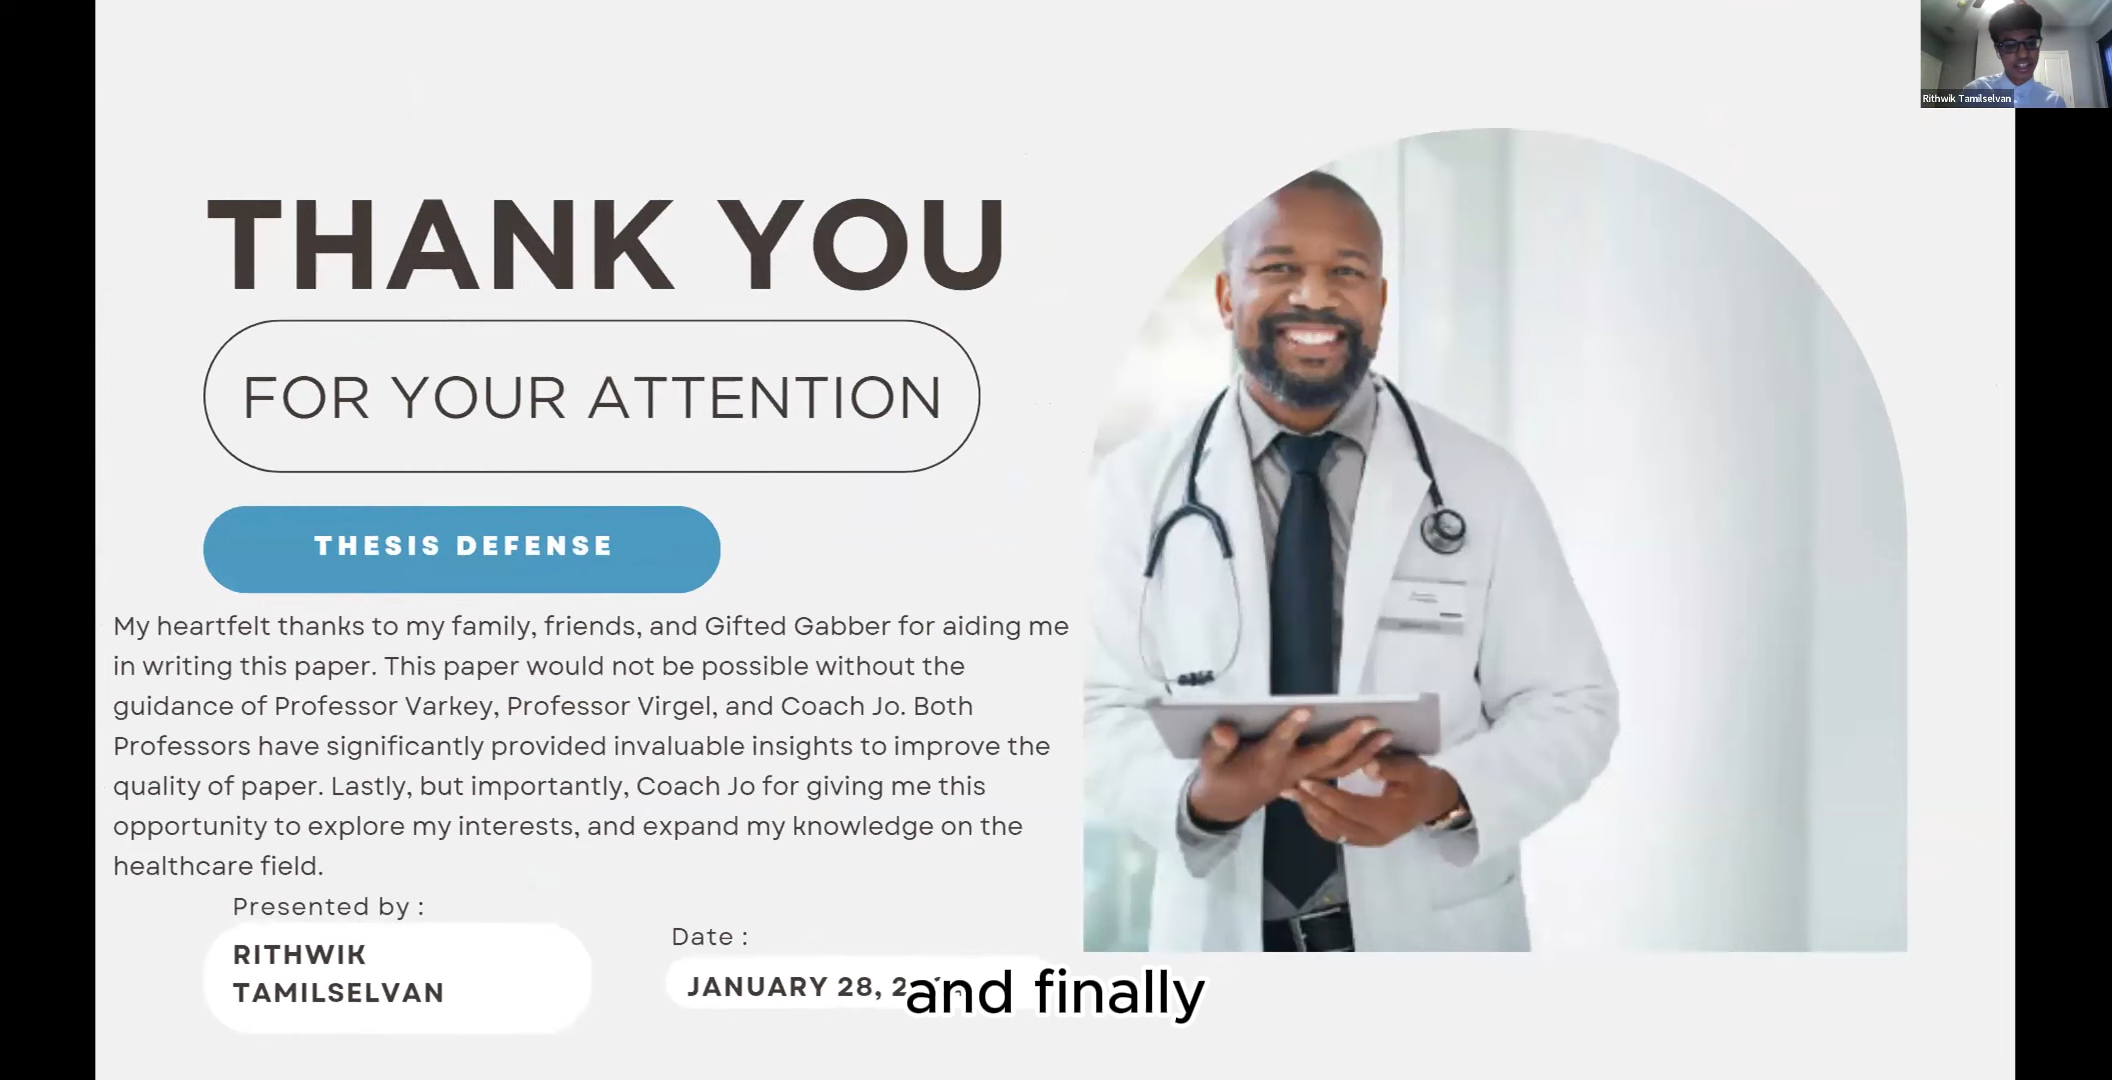 Rithwik Tamilselvan
THANK YOU
FOR YOUR ATTENTION
THESIS DEFENSE
My heartfelt thanks to my family, friends, and Gifted Gabber for aiding me
in writing this paper. This paper would not be possible without the
guidance of Professor Varkey, Professor Virgel, and Coach Jo. Both
Professors have significantly provided invaluable insights to improve the
quality of paper. Lastly, but importantly, Coach Jo for giving me this
opportunity to explore my interests, and expand my knowledge on the
healthcare field.
Presented by :
RITHWIK
TAMILSELVAN
Date :
JANUARY 28,
and finally